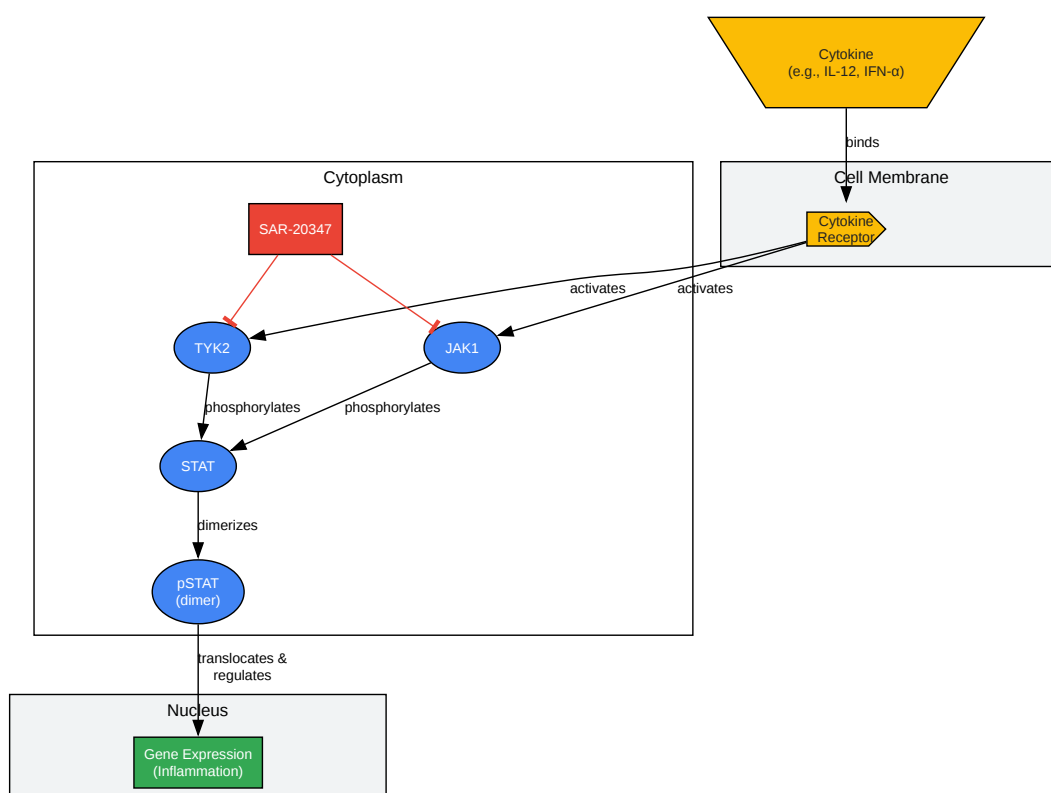 Cytokine
(e.g., IL-12, IFN-α)
binds
Cytoplasm
Cell Membrane
SAR-20347
Cytokine
Receptor
activates
activates
TYK2
JAK1
phosphorylates
phosphorylates
STAT
dimerizes
pSTAT
(dimer)
translocates &
regulates
Nucleus
Gene Expression
(Inflammation)